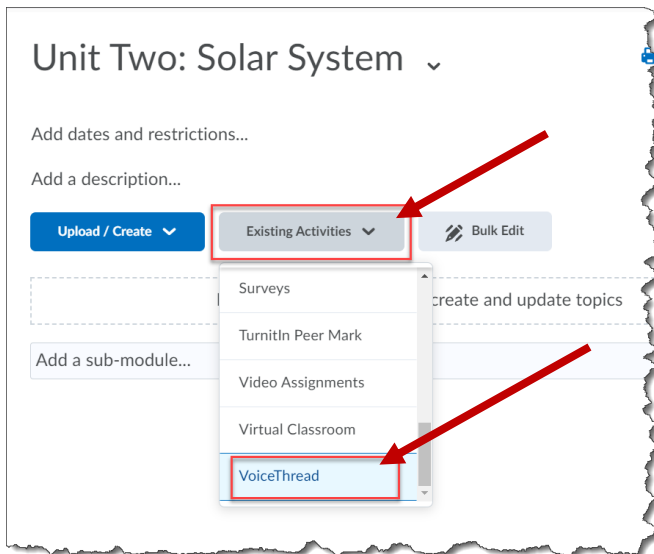 Unit Two: Solar System
Add dates and restrictions...
Add a description...
Upload / Create
Existing Activities
Bulk Edit
Surveys
create and update topics
TurnitIn Peer Mark
Add a sub-module...
Video Assignments
Virtual Classroom
VoiceThread